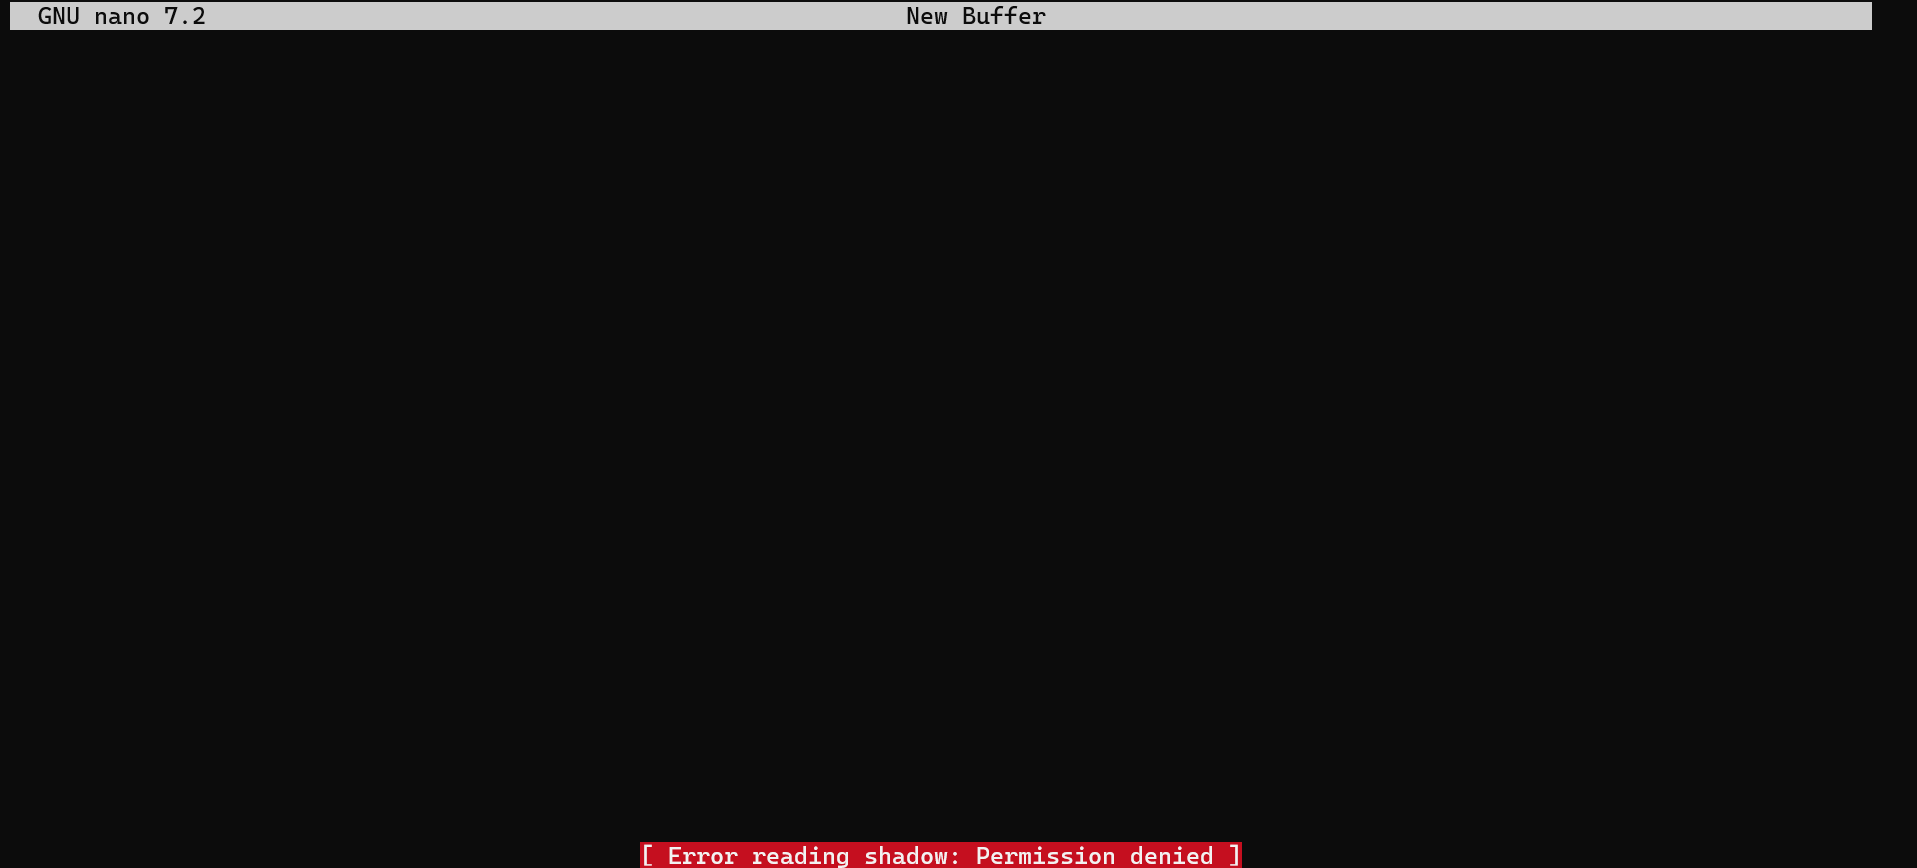 GNU nano 7.2 New Buffer
[ Error reading shadow: Permission denied ]